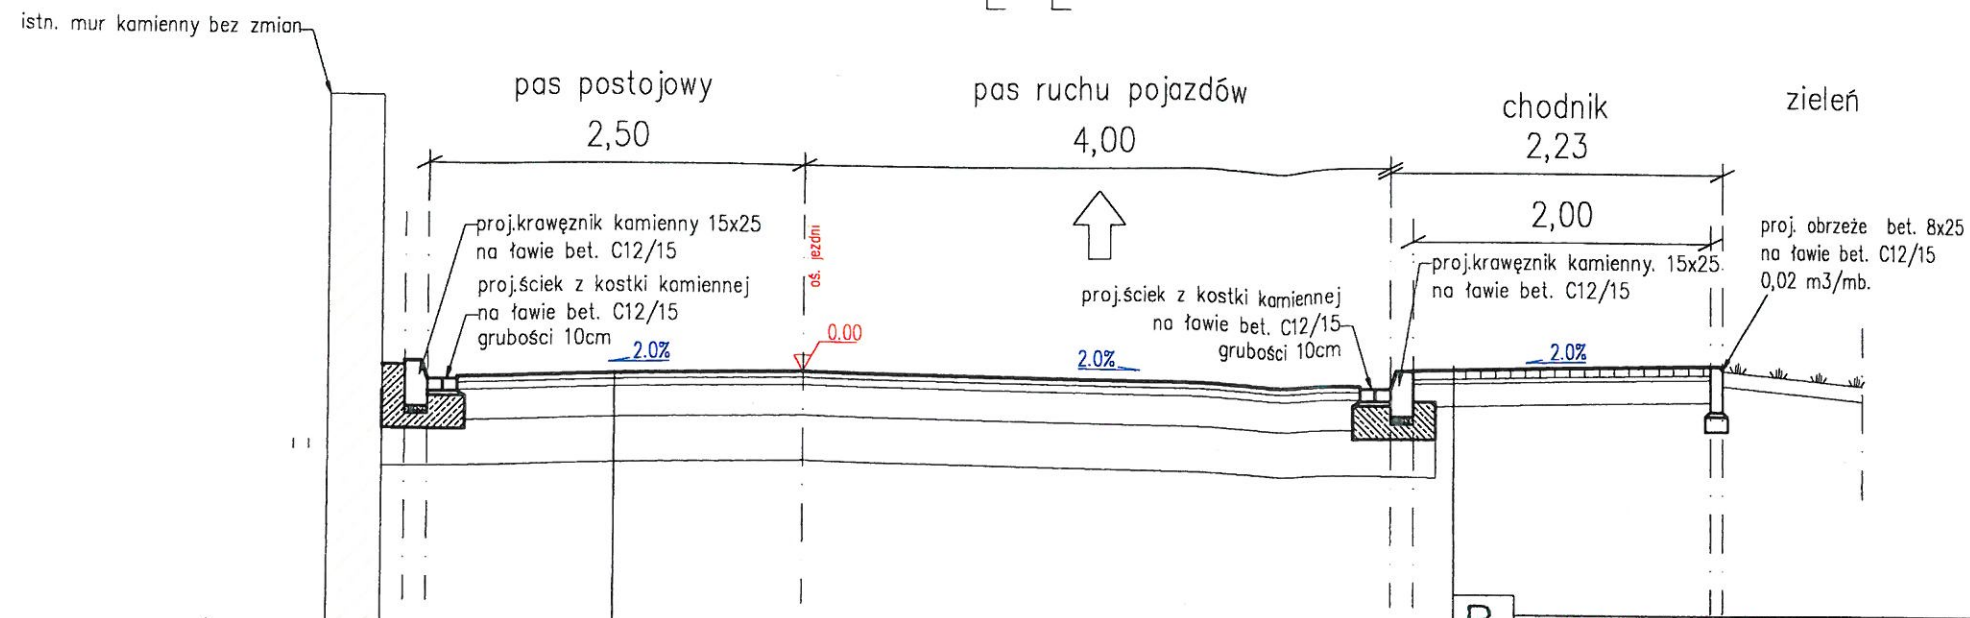 istn. mur kamienny bez zmian
pas postojowy
2,50
pas ruchu pojazdów
4,00
chodnik
2,23
zieleń
2,00
proj.krawęznik kamienny 15x25
na ławie bet. C12/15
proj.ściek z kostki kamiennej
na ławie bet. C12/15
grubości 10cm
2.0%
oś. jezdni
0.00
2.0%
proj.ściek z kostki kamiennej
na ławie bet. C12/15
grubości 10cm
proj.krawęznik kamienny. 15x25
na ławie bet. C12/15
2.0%
proj. obrzeże bet. 8x25
na ławie bet. C12/15
0,02 m3/mb.